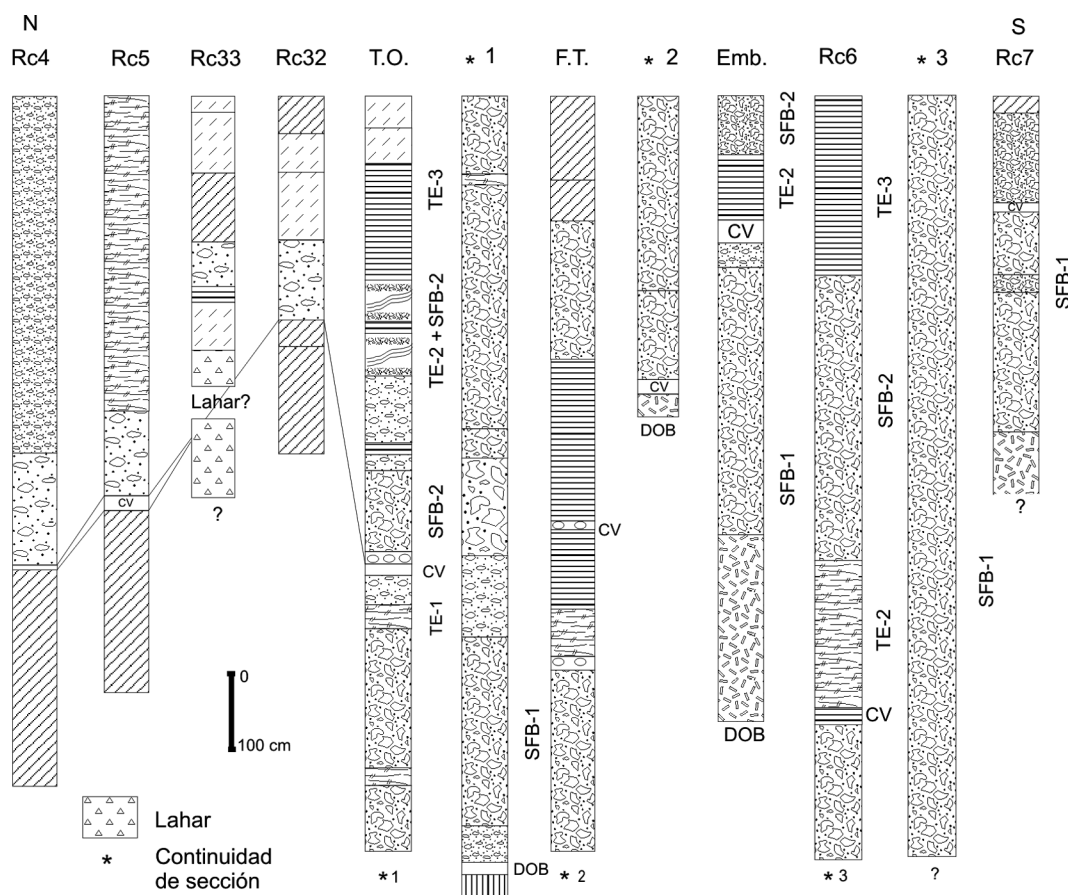 N
S
Rc4 Rc5 Rc33 Rc32 T.O. * 1 F.T. * 2 Emb. Rc6 * 3 Rc7
SFB-2
TE-2
CV
SFB-1
DOB
TE-3
TE-2 + SFB-2
SFB-2
CV
TE-1
*1
SFB-1
DOB
CV
*2
CV
DOB
TE-3
SFB-2
TE-2
CV
*3
SFB-1
?
CV
SFB-1
?
CV
Lahar?
?
0
100 cm
Lahar
* Continuidad
de sección